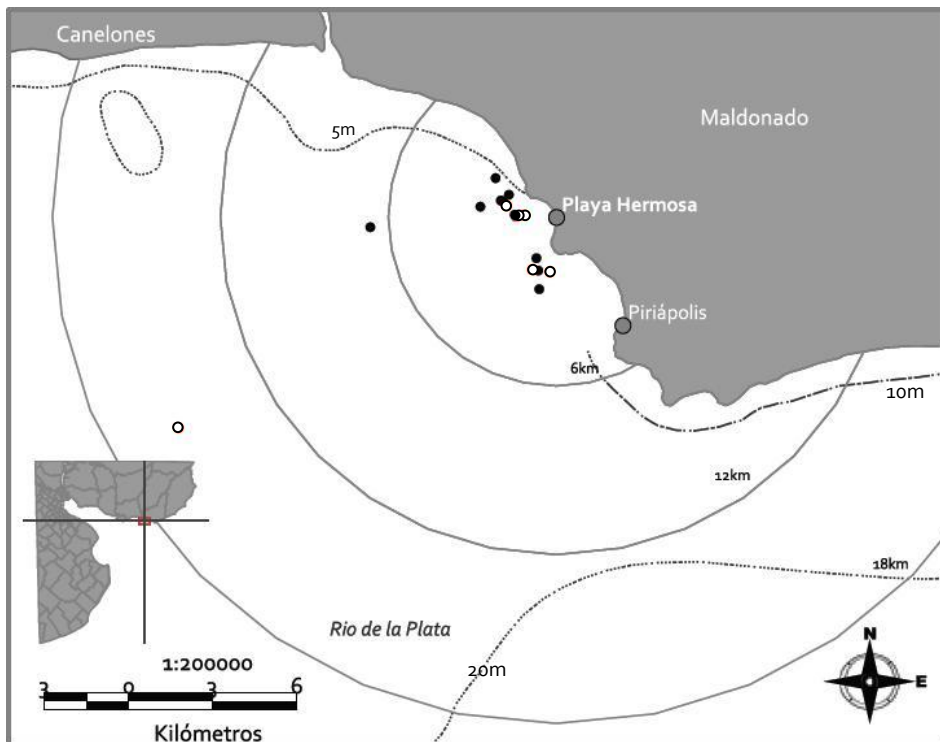 Canelones
Maldonado
5m
Playa Hermosa
Piriápolis
6km
10m
12km
18km
Rio de la Plata
20m
1:200000
3 0 3 6
Kilómetros
N
E